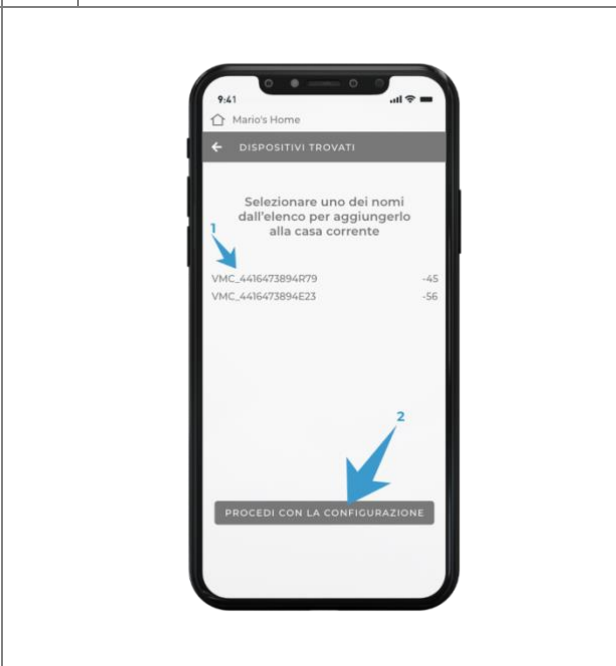 9:41
Mario's Home
DISPOSITIVI TROVATI
Selezionare uno dei nomi
dall'elenco per aggiungerlo
alla casa corrente
1
VMC_4416473894R79 -45
VMC_4416473894E23 -56
2
PROCEDI CON LA CONFIGURAZIONE